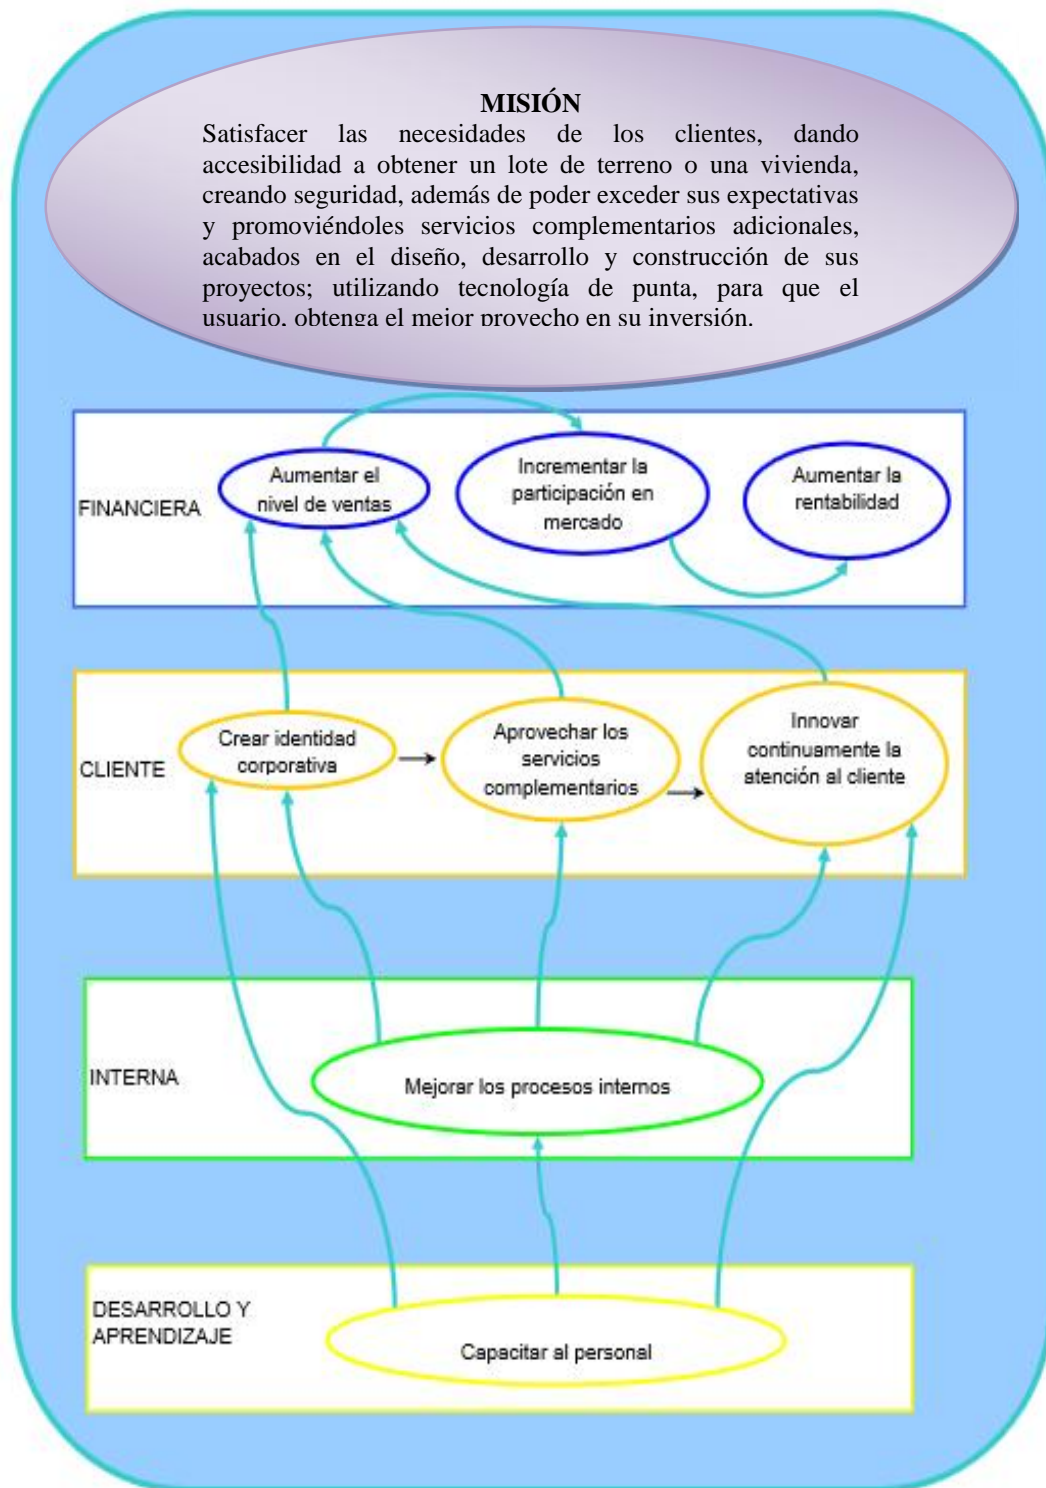 MISIÓN
Satisfacer las necesidades de los clientes, dando
accesibilidad a obtener un lote de terreno o una vivienda,
creando seguridad, además de poder exceder sus expectativas
y promoviéndoles servicios complementarios adicionales,
acabados en el diseño, desarrollo y construcción de sus
proyectos; utilizando tecnología de punta, para que el
usuario, obtenga el mejor provecho en su inversión.
FINANCIERA
Aumentar el
nivel de ventas
Incrementar la
participación en
mercado
Aumentar la
rentabilidad
CLIENTE
Crear identidad
corporativa
Aprovechar los
servicios
complementarios
Innovar
continuamente la
atención al cliente
INTERNA
Mejorar los procesos internos
DESARROLLO Y
APRENDIZAJE
Capacitar al personal